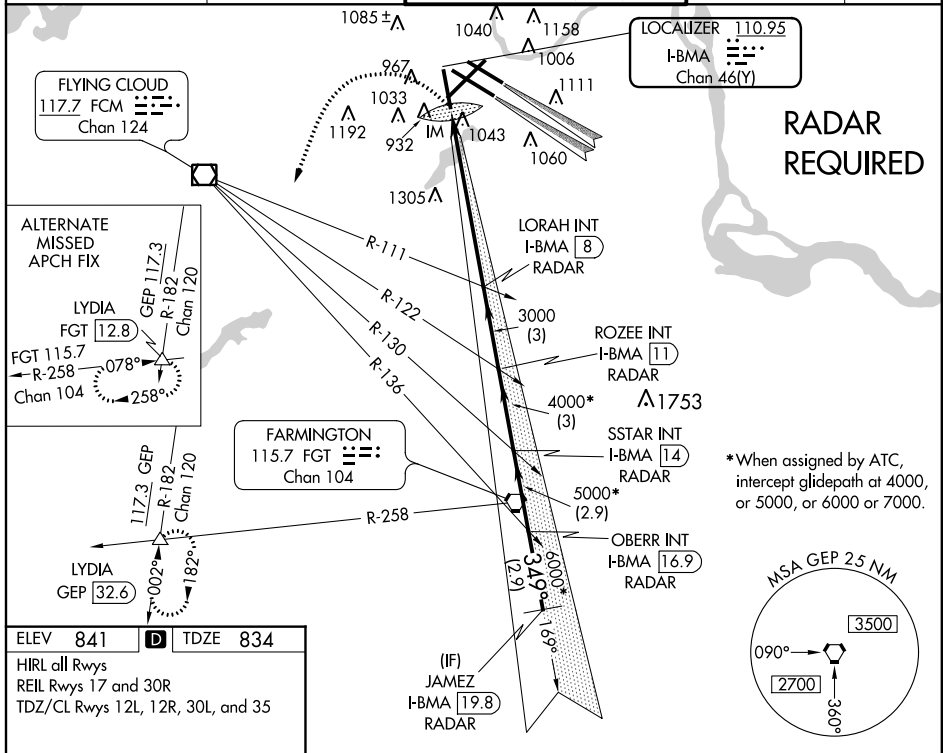 1085 ±
1040
1158
1006
967
1111
1033
1192
932
IM
1043
1060
1305
LOCALIZER 110.95
I-BMA
Chan 46(Y)
RADAR
REQUIRED
FLYING CLOUD
117.7 FCM
Chan 124
ALTERNATE
MISSED
APCH FIX
GEP 117.3
R-182
Chan 120
LYDIA
FGT 12.8
FGT 115.7
R-258
Chan 104
078°
258°
R-111
R-122
R-130
R-136
LORAH INT
I-BMA 8
RADAR
3000
(3)
ROZEE INT
I-BMA 11
RADAR
4000*
(3)
1753
SSTAR INT
I-BMA 14
RADAR
5000*
(2.9)
FARMINGTON
115.7 FGT
Chan 104
R-258
OBERR INT
I-BMA 16.9
RADAR
*When assigned by ATC,
intercept glidepath at 4000,
or 5000, or 6000 or 7000.
117.3 GEP
R-182
Chan 120
LYDIA
GEP 32.6
002°
182°
349°
6000*
(2.9)
169°
(IF)
JAMEZ
I-BMA 19.8
RADAR
MSA GEP 25 NM
3500
090°
2700
360°
ELEV 841 D TDZE 834
HIRL all Rwys
REIL Rwys 17 and 30R
TDZ/CL Rwys 12L, 12R, 30L, and 35